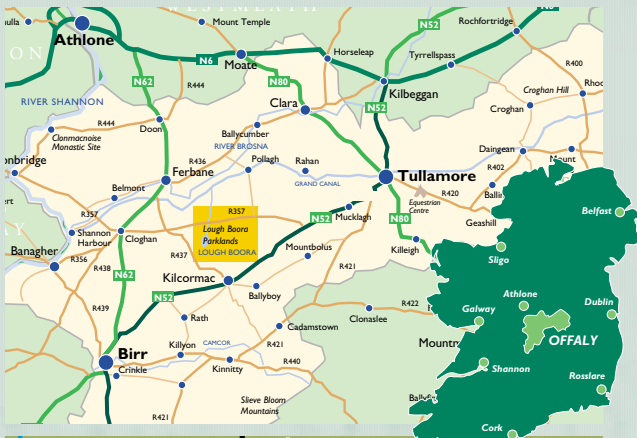 WESTMEATH
Athlone
Mount Temple
N52
Rochfortbridge
N6
Moate
Horseleap
Tyrrellspass
N62
R444
N80
Kilbeggan
R400
Croghan Hill
RIVER SHANNON
Clara
N52
Croghan
R444
Doon
Clonmacnoise
Monastic Site
Ballycumber
RIVER BROSNA
Daingean
Pollagh
Rahan
R436
R402
Ferbane
GRAND CANAL
Tullamore
R420
Equestrian
Centre
Belmont
R357
R357
Mucklagh
N52
N80
Geashill
Belfast
Shannon
Harbour
Cloghan
Lough Boora
Parklands
LOUGH BOORA
Mountbolus
Killeigh
Banagher
R356
R438
R437
R421
Sligo
N62
Kilcormac
N52
Ballyboy
Athlone
Dublin
R439
Rath
Clonaslee
R422
Galway
Cadamstown
OFFALY
Birr
Killyon
CAMCOR
R421
Crinkle
Kinnitty
R440
Shannon
Rosslare
Slieve Bloom
Mountains
R421
Cork